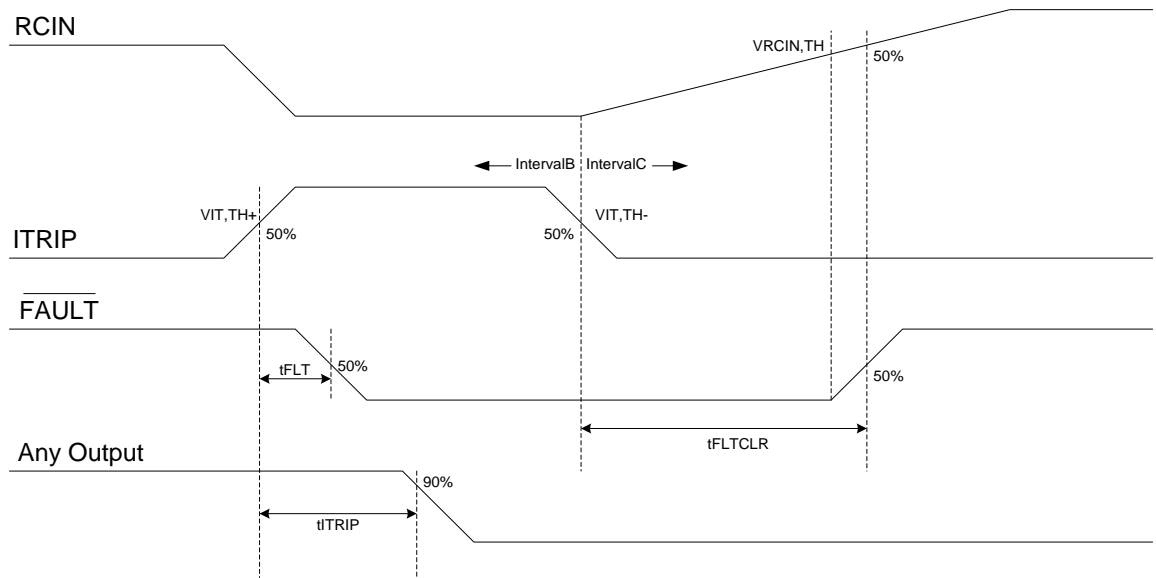 RCIN
VRCIN,TH
50%
IntervalB IntervalC
VIT,TH+
50%
50%
VIT,TH-
ITRIP
FAULT
50%
tFLT
50%
tFLTCLR
Any Output
90%
tITRIP